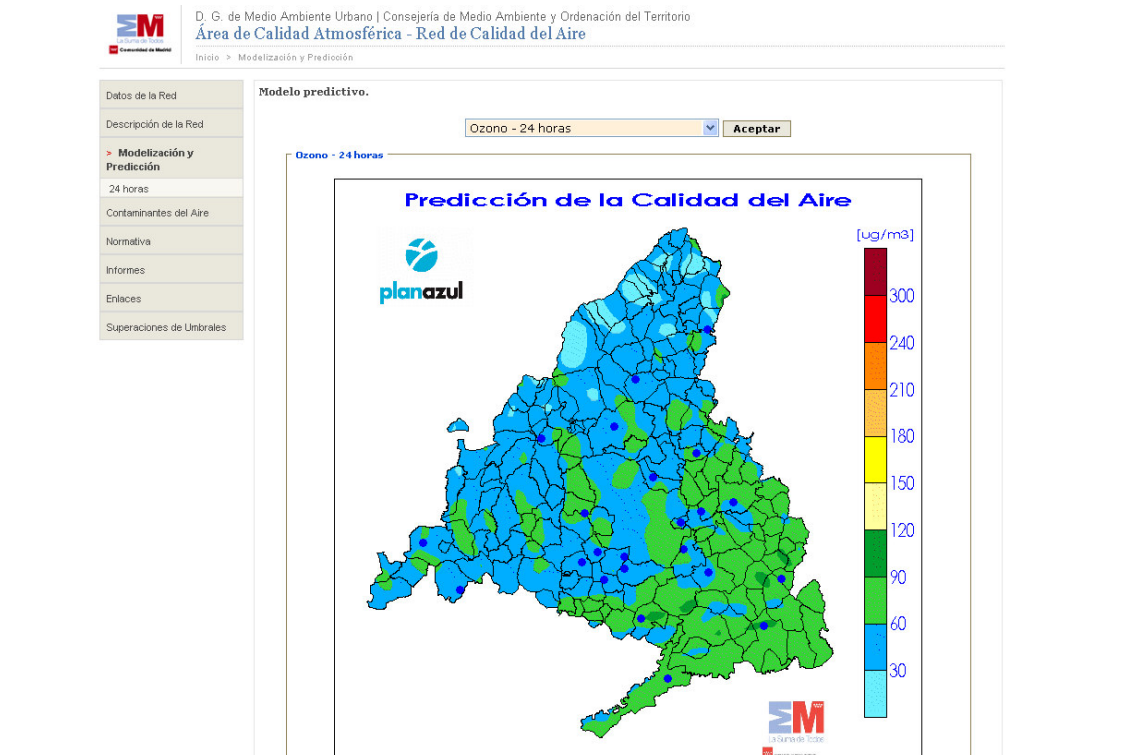 D. G. de Medio Ambiente Urbano | Consejería de Medio Ambiente y Ordenación del Territorio
Área de Calidad Atmosférica - Red de Calidad del Aire
Inicio > Modelización y Predicción
La Suma de Todos
Comunidad de Madrid
Datos de la Red
Descripción de la Red
> Modelización y
Predicción
24 horas
Contaminantes del Aire
Normativa
Informes
Enlaces
Superaciones de Umbrales
Modelo predictivo.
Ozono - 24 horas
Aceptar
Ozono - 24 horas
Predicción de la Calidad del Aire
[ug/m3]
planazul
300
240
210
180
150
120
90
60
30
La Suma de Todos